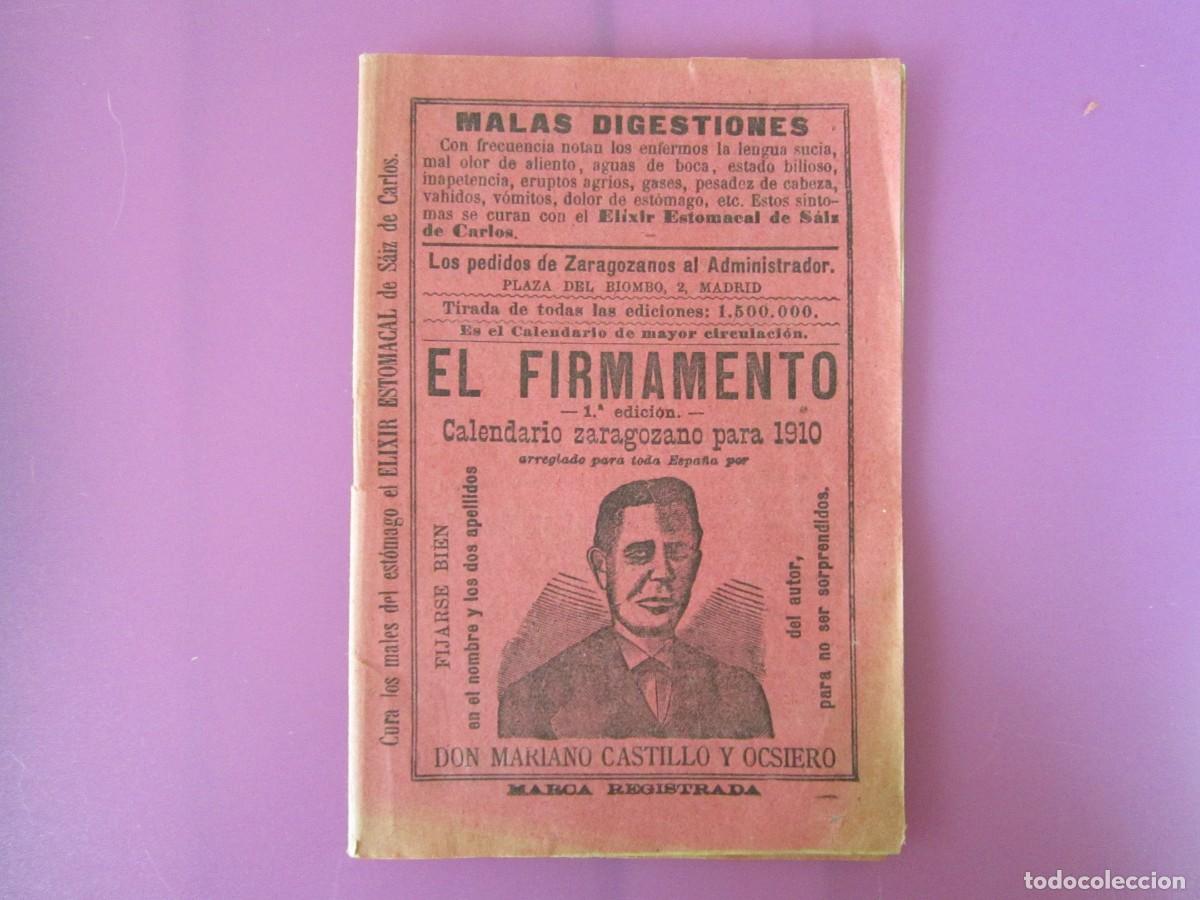 MALAS DIGESTIONES
Con frecuencia notan los enfermos la lengua sucia,
mal olor de aliento, aguas de boca, estado bilioso,
inapetencia, eruptos agrios, gases, pesadez de cabeza,
vahidos, vómitos, dolor de estómago, etc. Estos sinto-
mas se curan con el Elixir Estomacal de Sáiz
de Carlos.
Los pedidos de Zaragozanos al Administrador.
PLAZA DEL BIOMBO, 2, MADRID
Tirada de todas las ediciones: 1.500.000.
Es el Calendario de mayor circulación.
EL FIRMAMENTO
— 1.ª edición. —
Calendario zaragozano para 1910
arreglado para toda España por
FIJARSE BIEN
en el nombre y los dos apellidos
del autor,
para no ser sorprendidos.
DON MARIANO CASTILLO Y OCSIERO
MARCA REGISTRADA
Cura los males del estómago el ELIXIR ESTOMACAL de Sáiz de Carlos.
todocoleccion